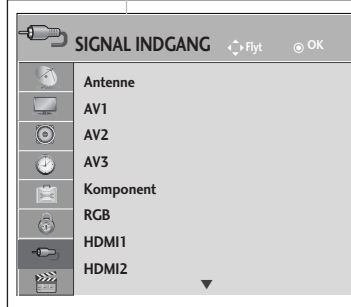 SIGNAL INDGANG Flyt OK
Antenne
AV1
AV2
AV3
Komponent
RGB
HDMI1
HDMI2